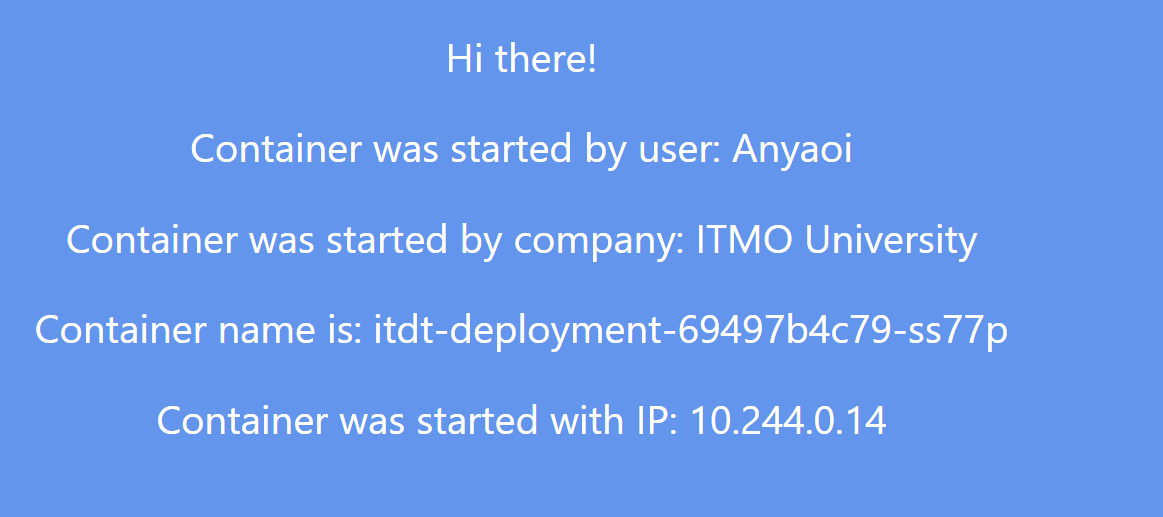 Hi there!
Container was started by user: Anyaoi
Container was started by company: ITMO University
Container name is: itdt-deployment-69497b4c79-ss77p
Container was started with IP: 10.244.0.14